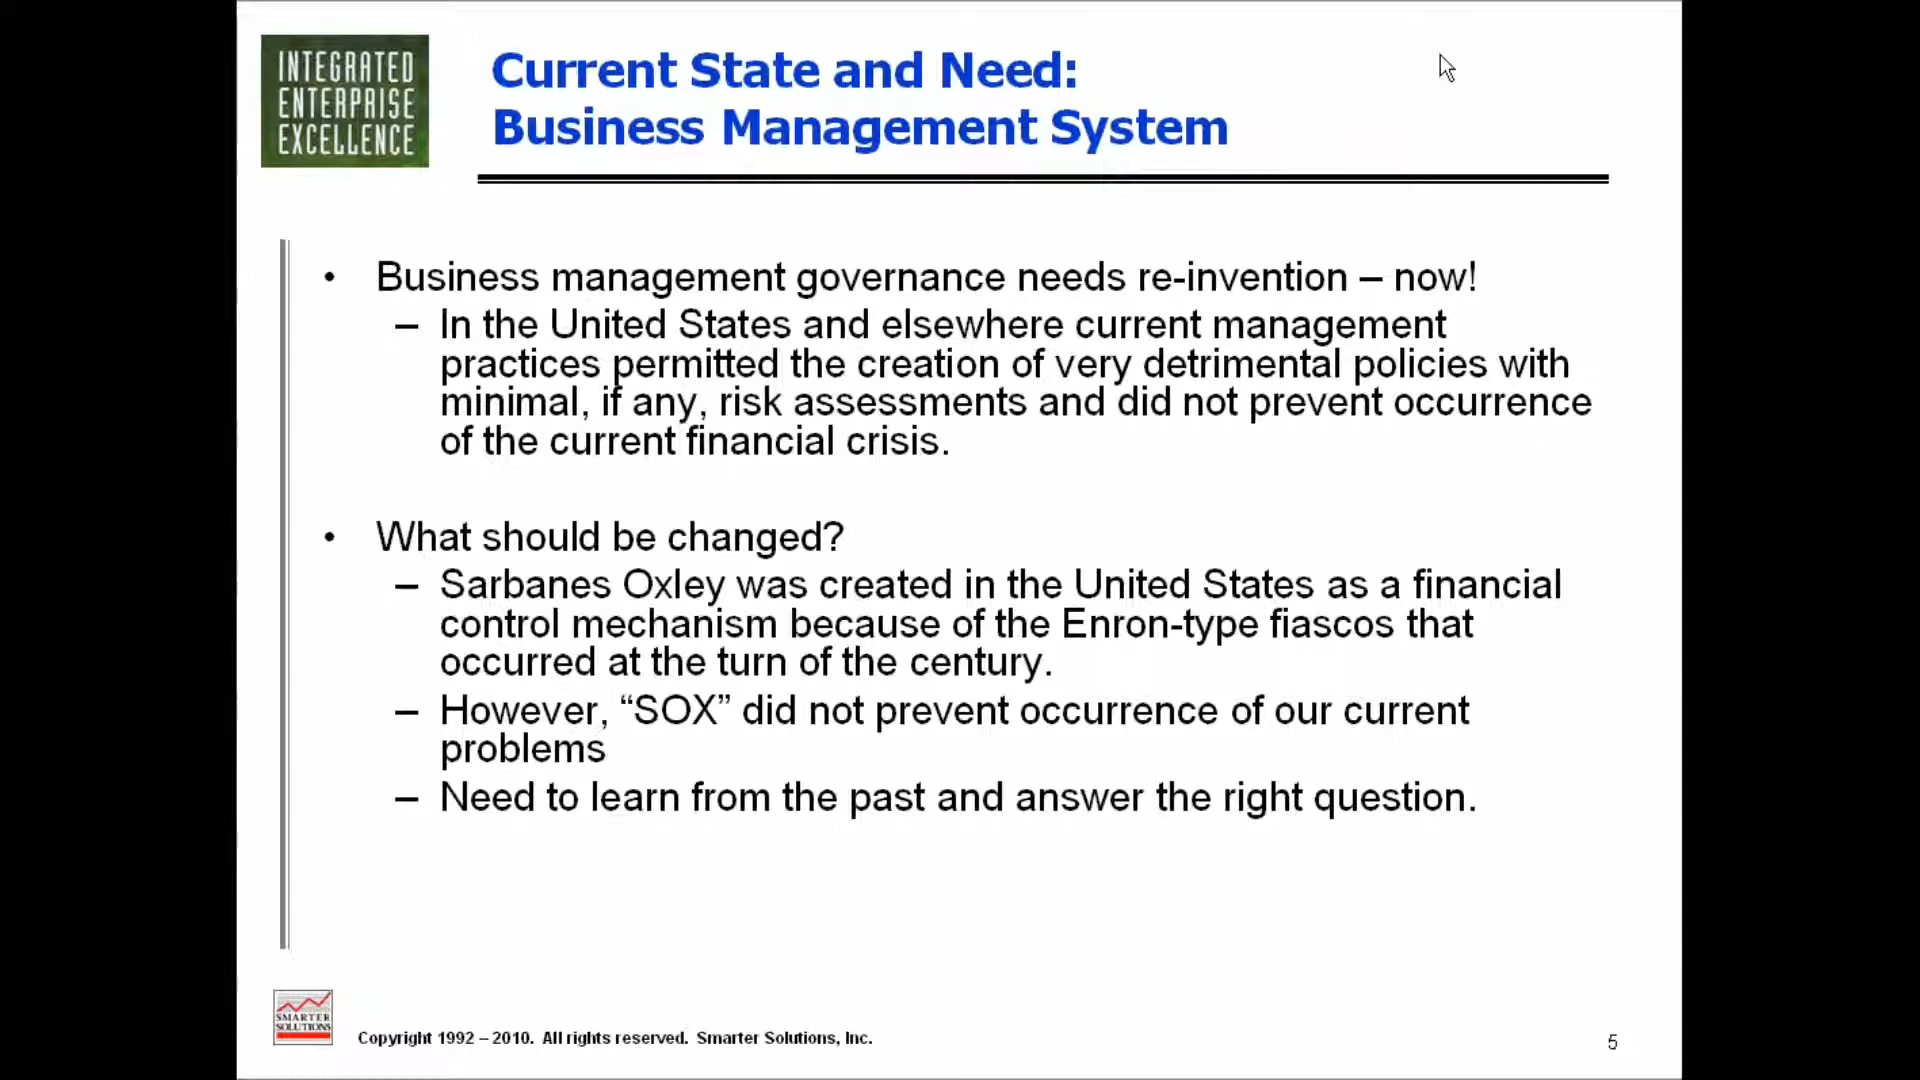 INTEGRATED
ENTERPRISE
EXCELLENCE
Current State and Need:
Business Management System
• Business management governance needs re-invention – now!
– In the United States and elsewhere current management
practices permitted the creation of very detrimental policies with
minimal, if any, risk assessments and did not prevent occurrence
of the current financial crisis.
• What should be changed?
– Sarbanes Oxley was created in the United States as a financial
control mechanism because of the Enron-type fiascos that
occurred at the turn of the century.
– However, “SOX” did not prevent occurrence of our current
problems
– Need to learn from the past and answer the right question.
SMARTER
SOLUTIONS
Copyright 1992 – 2010. All rights reserved. Smarter Solutions, Inc.
5